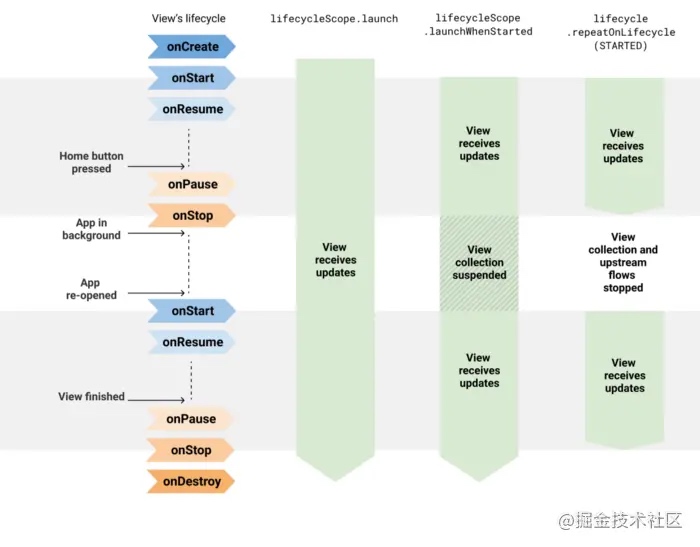 View's lifecycle
lifecycleScope.launch
lifecycleScope
.launchWhenStarted
lifecycle
.repeatOnLifecycle
(STARTED)
onCreate
onStart
onResume
Home button
pressed
onPause
onStop
App in
background
App
re-opened
onStart
onResume
View finished
onPause
onStop
onDestroy
View
receives
updates
View
receives
updates
View
collection
suspended
View
receives
updates
View
receives
updates
View
collection and
upstream
flows
stopped
View
receives
updates
@掘金技术社区